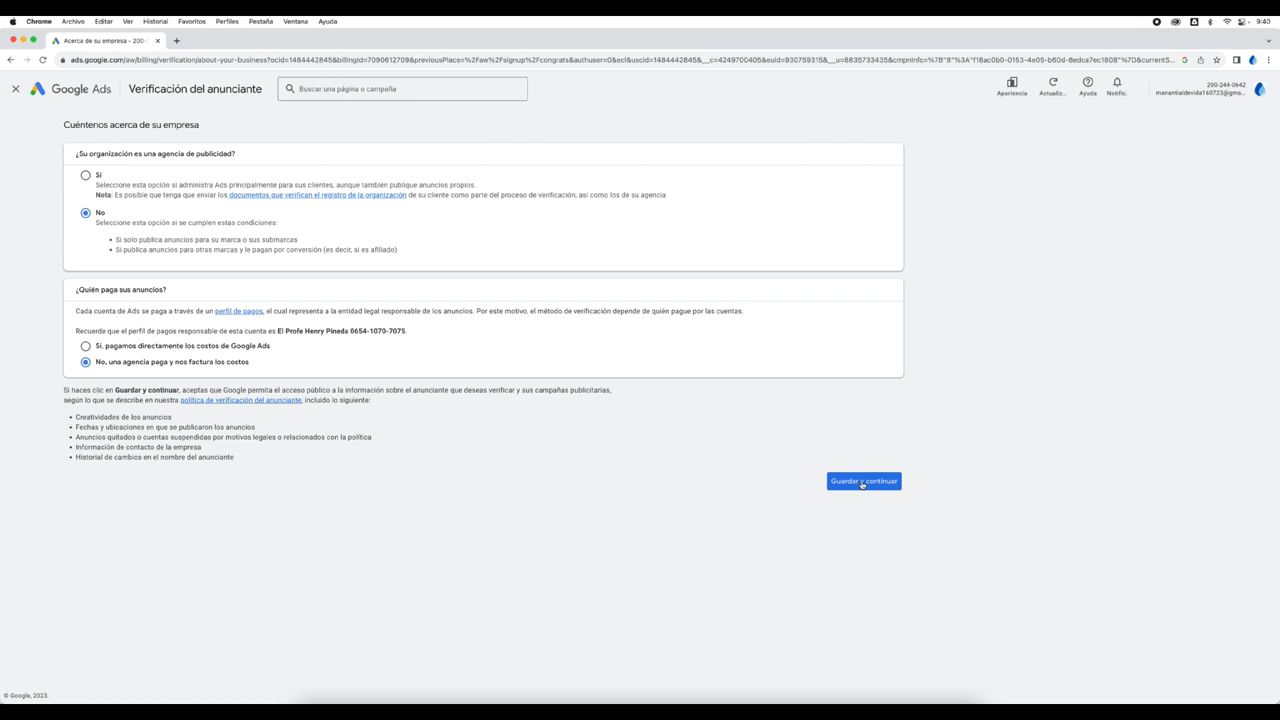 Chrome Archivo Editar Ver Historial Favoritos Perfiles Pestaña Ventana Ayuda 9:40
Acerca de su empresa - 200-
ads.google.com/aw/billing/verification/about-your-business?ocid=1484442845&billingId=7090612709&previousPlace=%2Faw%2Fsignup%2Fcongrats&authuser=0&ecl&uscid=1484442845&__c=4249700405&euid=930759315&__u=8835733435&cmpnInfo=%7B"8"%3A"f18ac0b0-0153-4e05-b60d-8edca7ec1808"%7D&currentS...
Google Ads Verificación del anunciante Buscar una página o campaña Apariencia Actualiz... Ayuda Notific. 200-244-0642
manantialdevida160723@gma...
Cuéntenos acerca de su empresa
¿Su organización es una agencia de publicidad?
Sí
Seleccione esta opción si administra Ads principalmente para sus clientes, aunque también publique anuncios propios.
Nota: Es posible que tenga que enviar los documentos que verifican el registro de la organización de su cliente como parte del proceso de verificación, así como los de su agencia
No
Seleccione esta opción si se cumplen estas condiciones:
• Si solo publica anuncios para su marca o sus submarcas
• Si publica anuncios para otras marcas y le pagan por conversión (es decir, si es afiliado)
¿Quién paga sus anuncios?
Cada cuenta de Ads se paga a través de un perfil de pagos, el cual representa a la entidad legal responsable de los anuncios. Por este motivo, el método de verificación depende de quién pague por las cuentas.
Recuerde que el perfil de pagos responsable de esta cuenta es El Profe Henry Pineda 0654-1070-7075.
Sí, pagamos directamente los costos de Google Ads
No, una agencia paga y nos factura los costos
Si haces clic en Guardar y continuar, aceptas que Google permita el acceso público a la información sobre el anunciante que deseas verificar y sus campañas publicitarias,
según lo que se describe en nuestra política de verificación del anunciante, incluido lo siguiente:
• Creatividades de los anuncios
• Fechas y ubicaciones en que se publicaron los anuncios
• Anuncios quitados o cuentas suspendidas por motivos legales o relacionados con la política
• Información de contacto de la empresa
• Historial de cambios en el nombre del anunciante
Guardar y continuar
© Google, 2023.